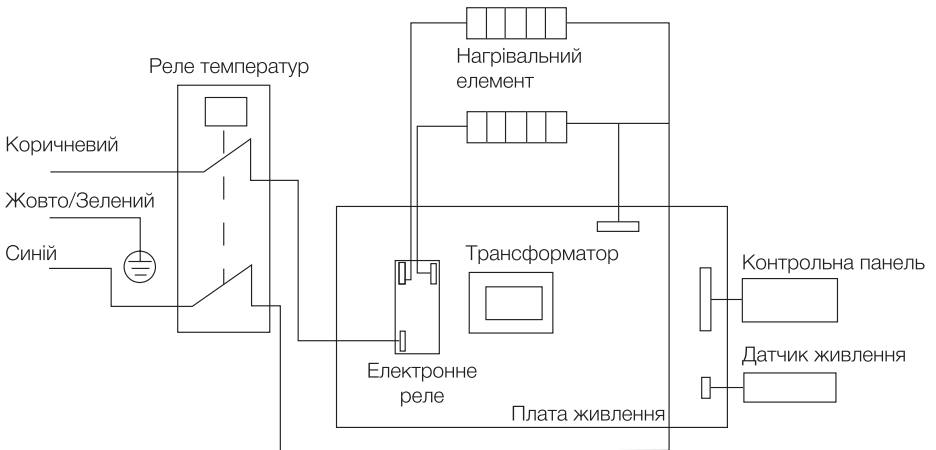 Нагрівальний
елемент
Реле температур
Коричневий
Жовто/Зелений
Синій
Трансформатор
Контрольна панель
Датчик живлення
Електронне
реле
Плата живлення